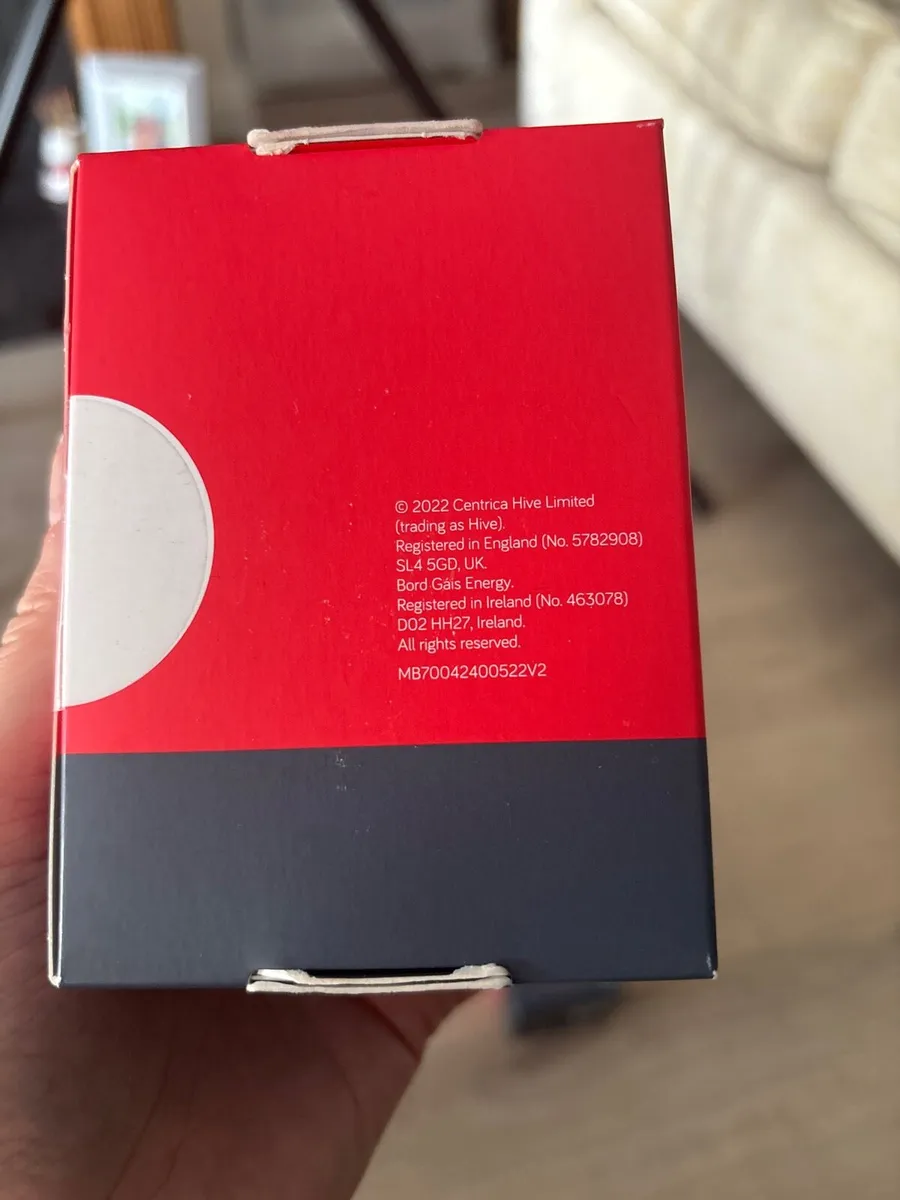 © 2022 Centrica Hive Limited
(trading as Hive).
Registered in England (No. 5782908)
SL4 5GD, UK.
Bord Gáis Energy.
Registered in Ireland (No. 463078)
D02 HH27, Ireland.
All rights reserved.
MB70042400522V2